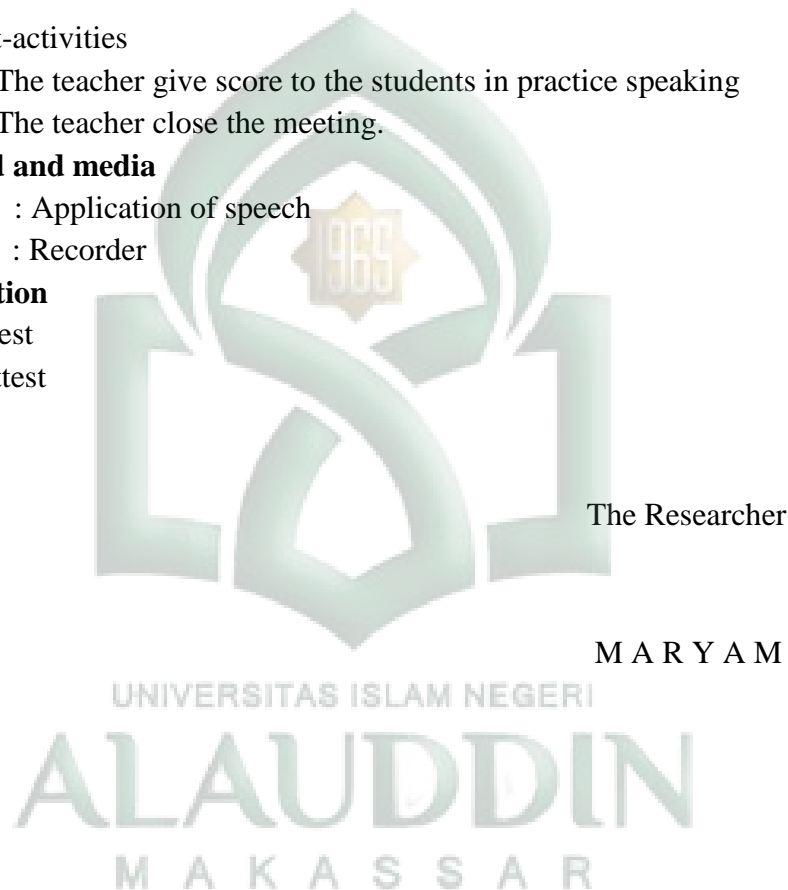 t-activities
The teacher give score to the students in practice speaking
The teacher close the meeting.
d and media
: Application of speech
: Recorder
tion
est
ttest
1965
The Researcher
M A R Y A M
UNIVERSITAS ISLAM NEGERI
ALAUDDIN
M A K A S S A R